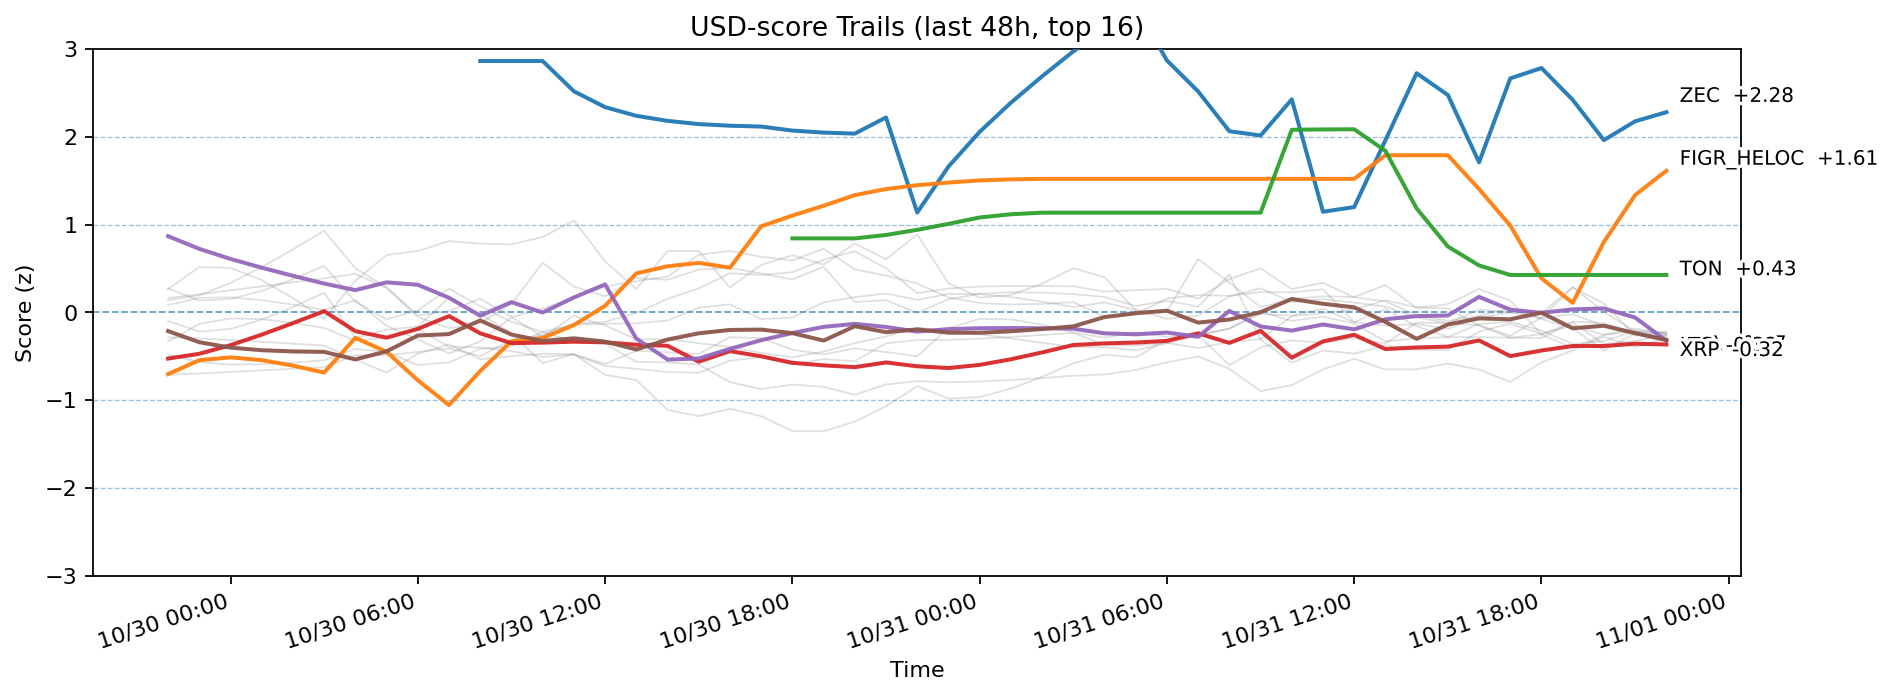 USD-score Trails (last 48h, top 16)
Score (z)
3
2
1
0
−1
−2
−3
ZEC +2.28
FIGR_HELOC +1.61
TON +0.43
XRP -0.32
10/30 00:00
10/30 06:00
10/30 12:00
10/30 18:00
10/31 00:00
10/31 06:00
10/31 12:00
10/31 18:00
11/01 00:00
Time